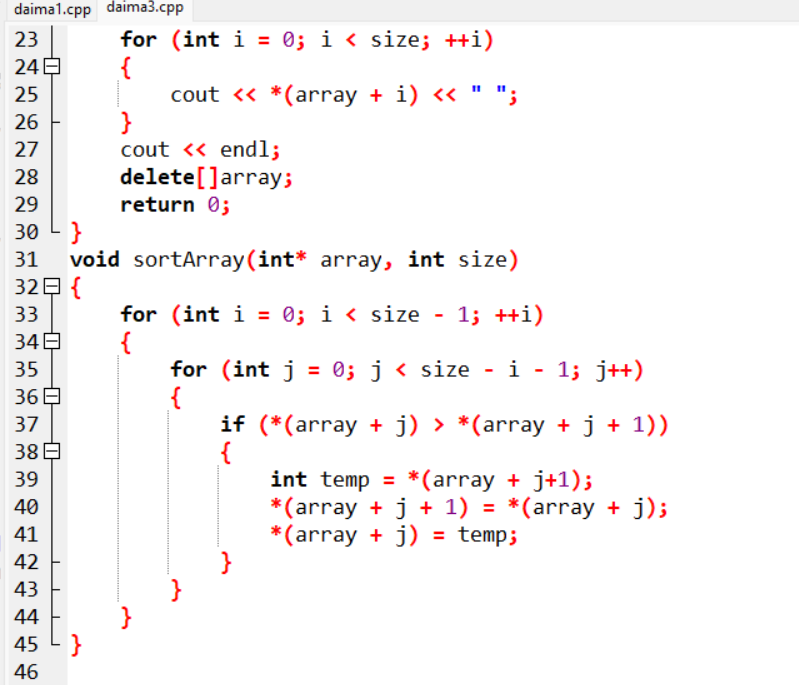 daima1.cpp daima3.cpp
23 for (int i = 0; i < size; ++i)
24 {
25 cout << *(array + i) << " ";
26 }
27 cout << endl;
28 delete[]array;
29 return 0;
30 }
31 void sortArray(int* array, int size)
32 {
33 for (int i = 0; i < size - 1; ++i)
34 {
35 for (int j = 0; j < size - i - 1; j++)
36 {
37 if (*(array + j) > *(array + j + 1))
38 {
39 int temp = *(array + j+1);
40 *(array + j + 1) = *(array + j);
41 *(array + j) = temp;
42 }
43 }
44 }
45 }
46